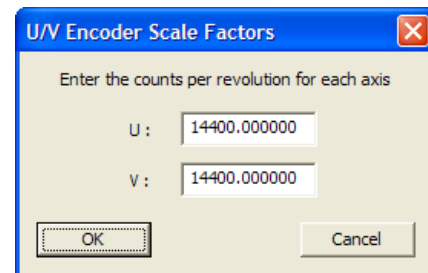 U/V Encoder Scale Factors
Enter the counts per revolution for each axis
U : 14400.000000
V : 14400.000000
OK Cancel